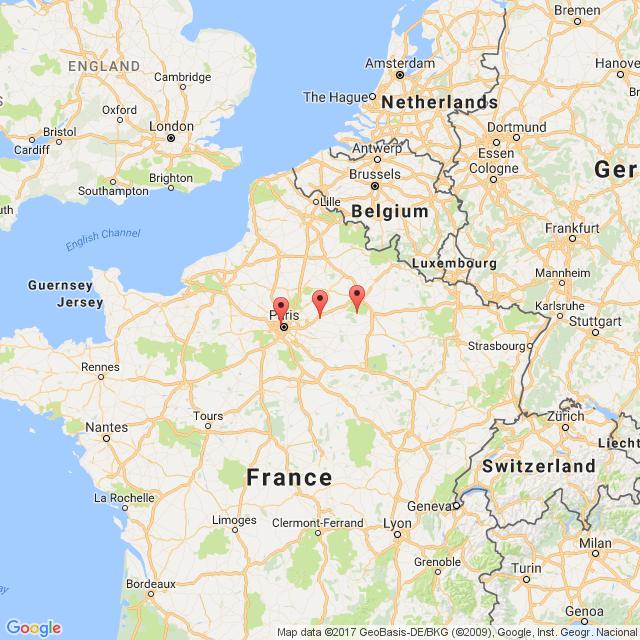 Bremen
Amsterdam
ENGLAND
Hanove
Cambridge
The Hague
Netherlands
Oxford
London
Dortmund
Bristol
Essen
Cardiff
Antwerp
Cologne
Ger
Brussels
Southampton
Brighton
outh
Lille
Belgium
English Channel
Frankfurt
Luxembourg
Mannheim
Guernsey
Jersey
Karlsruhe
Paris
Stuttgart
Strasbourg
Rennes
Tours
Zürich
Nantes
Liecht
Switzerland
France
La Rochelle
Geneva
Limoges
Clermont-Ferrand
Lyon
Milan
Grenoble
Turin
Bordeaux
ay
Genoa
Google
Map data ©2017 GeoBasis-DE/BKG (©2009), Google, Inst. Geogr. Nacional